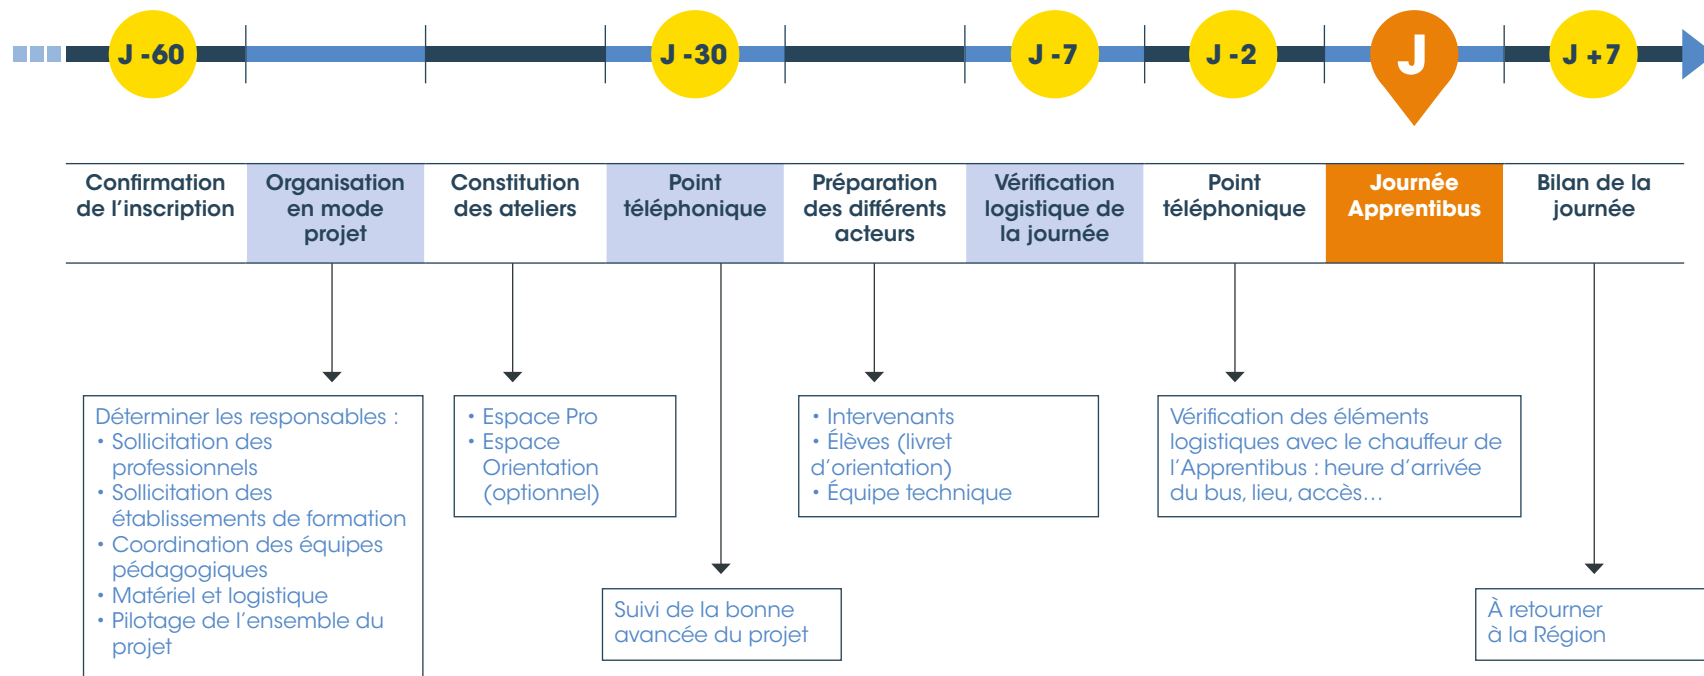 J -60
J -30
J -7
J -2
J
J +7
Confirmation
de l’inscription
Organisation
en mode
projet
Constitution
des ateliers
Point
téléphonique
Préparation
des différents
acteurs
Vérification
logistique de
la journée
Point
téléphonique
Journée
Apprentibus
Bilan de la
journée
Déterminer les responsables :
• Sollicitation des
professionnels
• Sollicitation des
établissements de formation
• Coordination des équipes
pédagogiques
• Matériel et logistique
• Pilotage de l’ensemble du
projet
• Espace Pro
• Espace
Orientation
(optionnel)
Suivi de la bonne
avancée du projet
• Intervenants
• Élèves (livret
d’orientation)
• Équipe technique
Vérification des éléments
logistiques avec le chauffeur de
l’Apprentibus : heure d’arrivée
du bus, lieu, accès…
À retourner
à la Région